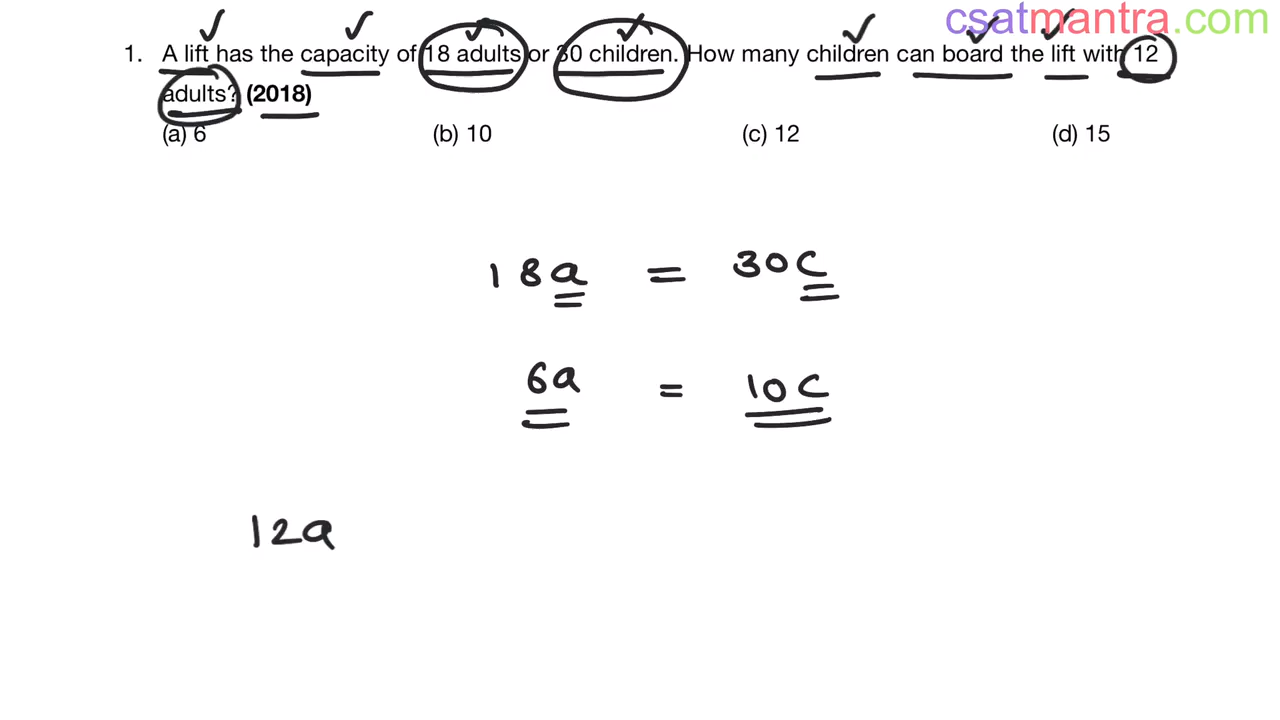 csatmantra.com
1. A lift has the capacity of 18 adults or 30 children. How many children can board the lift with 12
adults? (2018)
(a) 6 (b) 10 (c) 12 (d) 15
18a = 30c
6a = 10c
12a